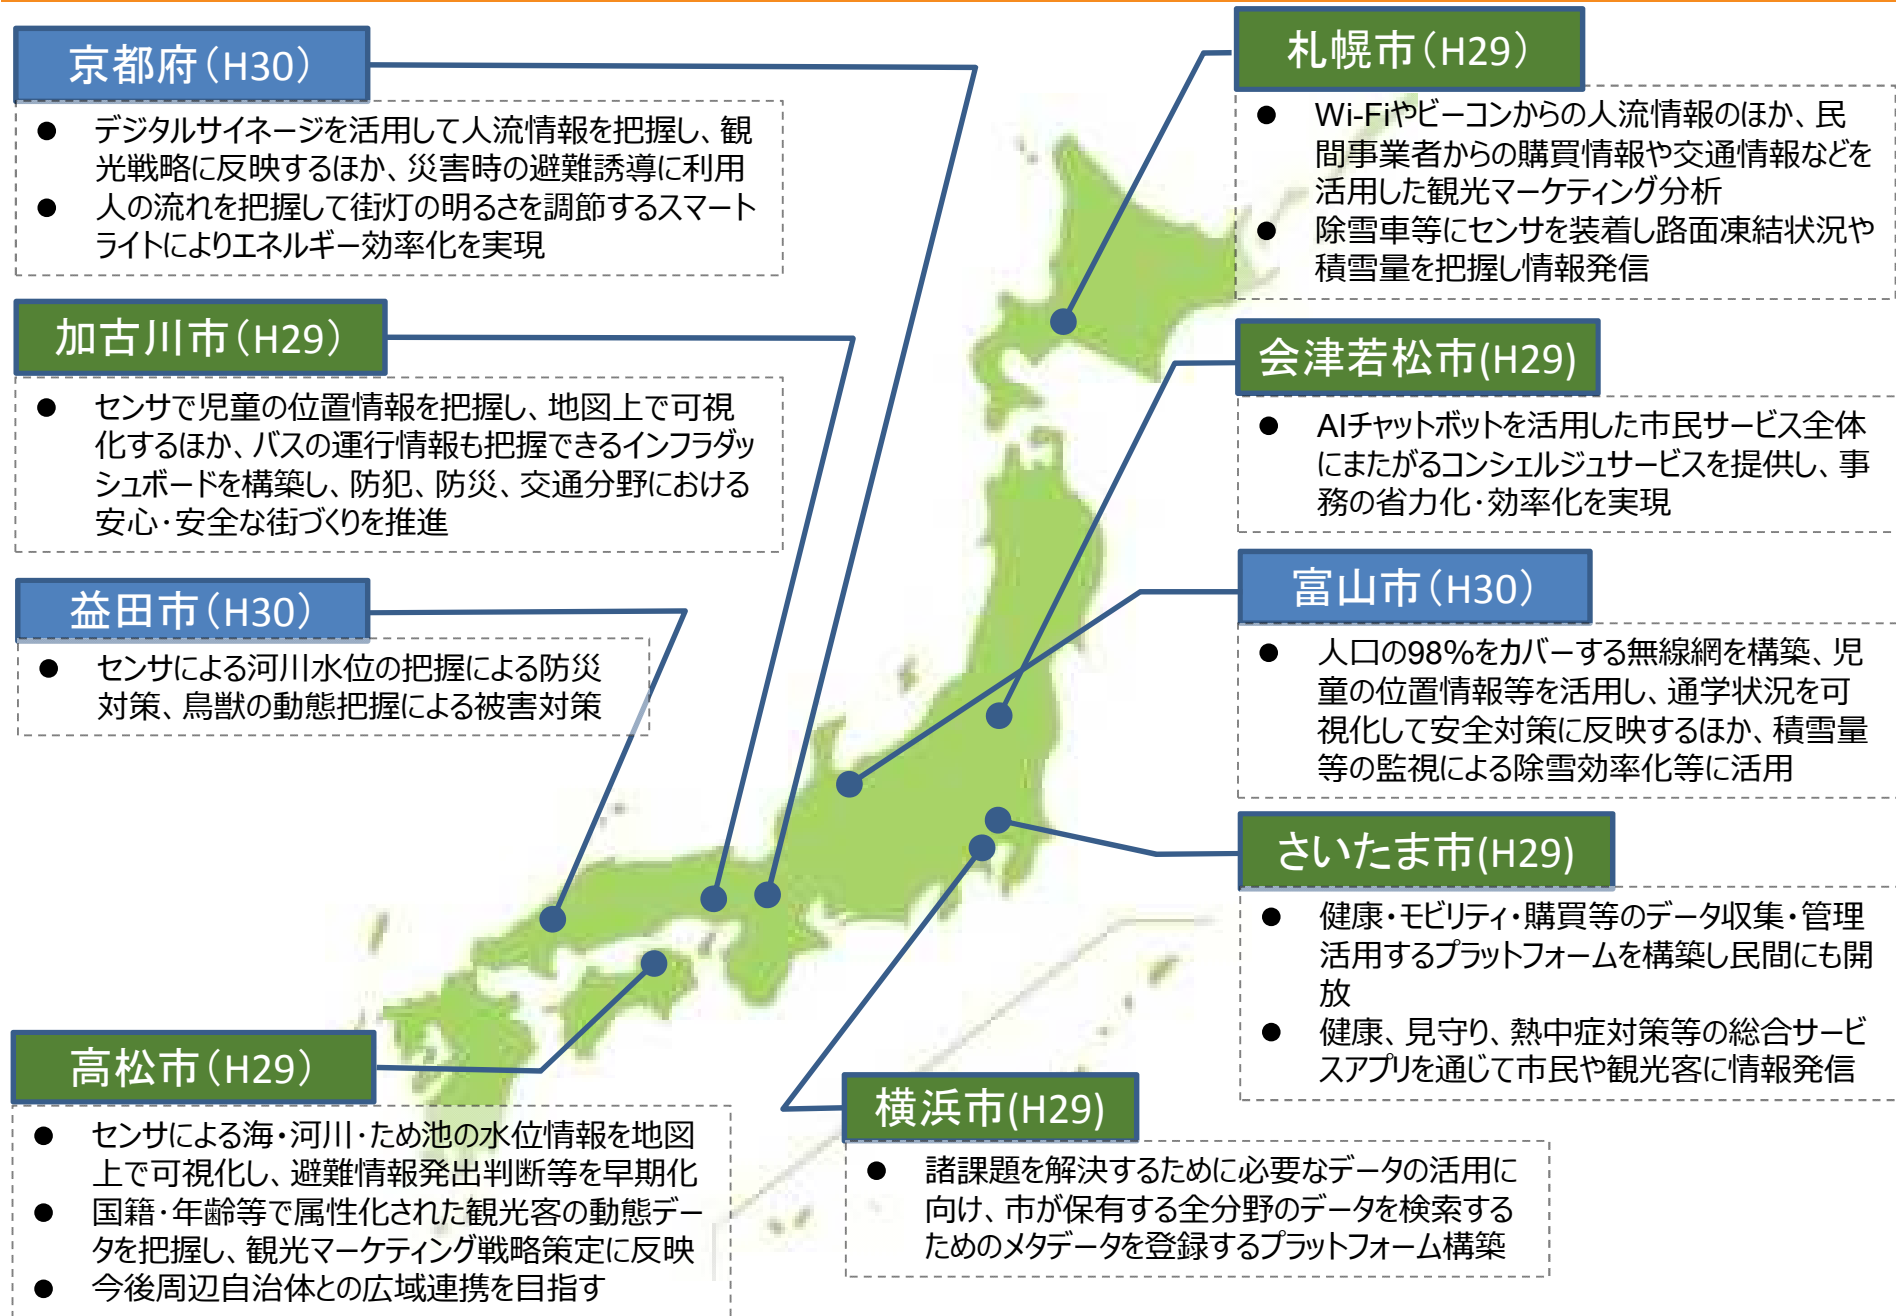 京都府（H30）
● デジタルサイネージを活用して人流情報を把握し、観
光戦略に反映するほか、災害時の避難誘導に利用
● 人の流れを把握して街灯の明るさを調節するスマート
ライトによりエネルギー効率化を実現
加古川市（H29）
● センサで児童の位置情報を把握し、地図上で可視
化するほか、バスの運行情報も把握できるインフラダッ
シュボードを構築し、防犯、防災、交通分野における
安心・安全な街づくりを推進
益田市（H30）
● センサによる河川水位の把握による防災
対策、鳥獣の動態把握による被害対策
高松市（H29）
● センサによる海・河川・ため池の水位情報を地図
上で可視化し、避難情報発出判断等を早期化
● 国籍・年齢等で属性化された観光客の動態デー
タを把握し、観光マーケティング戦略策定に反映
● 今後周辺自治体との広域連携を目指す
札幌市（H29）
● Wi-Fiやビーコンからの人流情報のほか、民
間事業者からの購買情報や交通情報などを
活用した観光マーケティング分析
● 除雪車等にセンサを装着し路面凍結状況や
積雪量を把握し情報発信
会津若松市(H29)
● AIチャットボットを活用した市民サービス全体
にまたがるコンシェルジュサービスを提供し、事
務の省力化・効率化を実現
富山市（H30）
● 人口の98%をカバーする無線網を構築、児
童の位置情報等を活用し、通学状況を可
視化して安全対策に反映するほか、積雪量
等の監視による除雪効率化等に活用
さいたま市(H29)
● 健康・モビリティ・購買等のデータ収集・管理
活用するプラットフォームを構築し民間にも開
放
● 健康、見守り、熱中症対策等の総合サービ
スアプリを通じて市民や観光客に情報発信
横浜市(H29)
● 諸課題を解決するために必要なデータの活用に
向け、市が保有する全分野のデータを検索する
ためのメタデータを登録するプラットフォーム構築